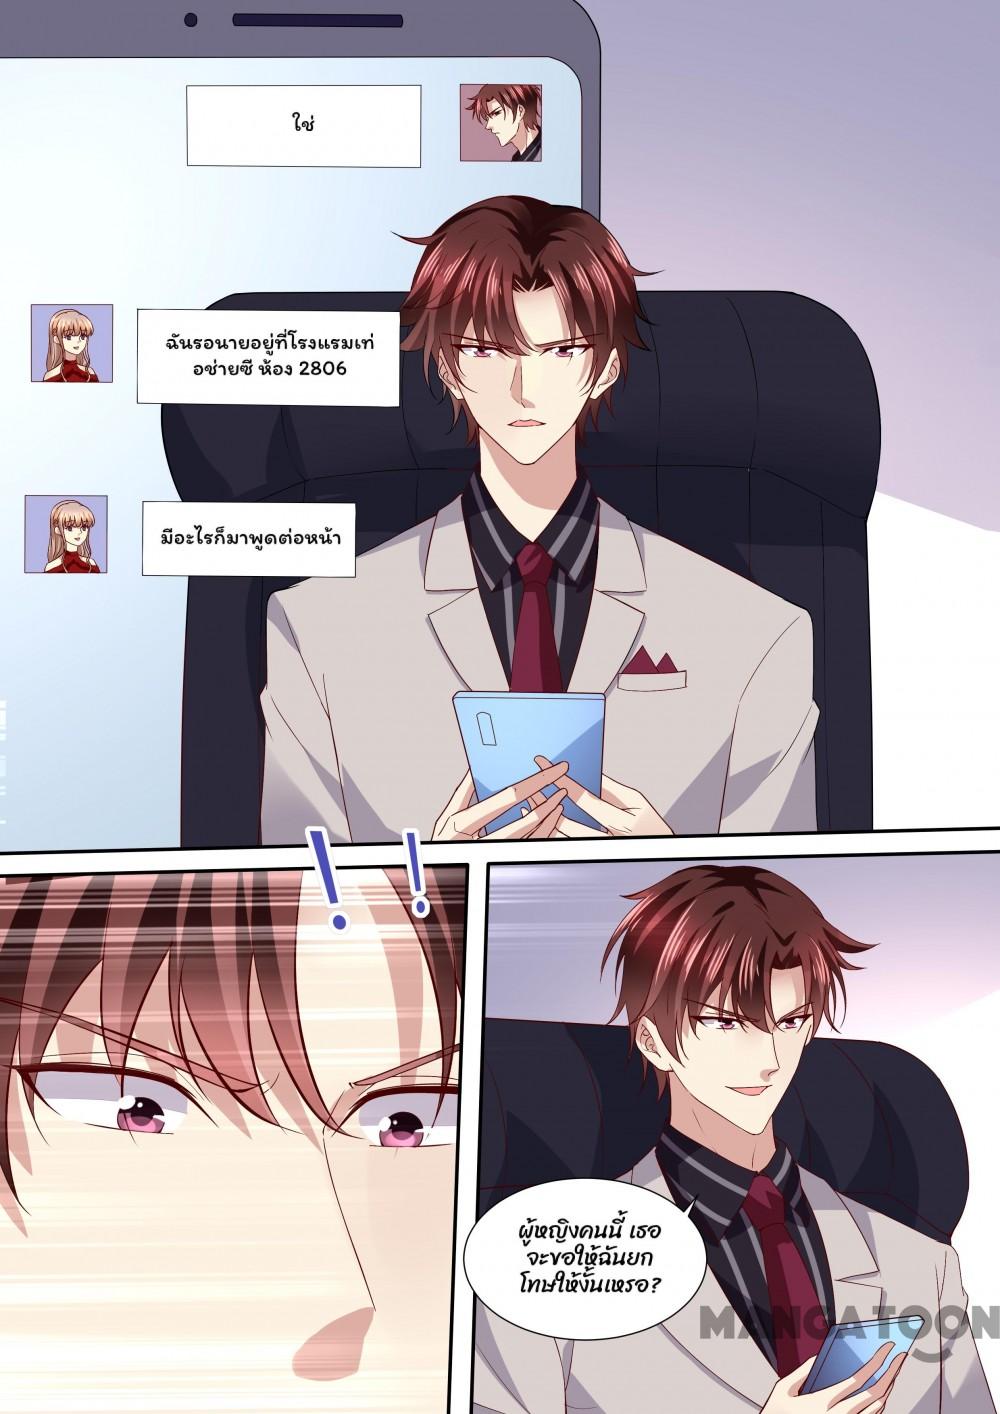 ใช่
ฉันรอนายอยู่ที่โรงแรมเท่
อช่ายซี ห้อง 2806
มีอะไรก็มาพูดต่อหน้า
! !
ผู้หญิงคนนี้ เธอ
จะขอให้ฉันยก
โทษให้งั้นเหรอ?
MANGATOON